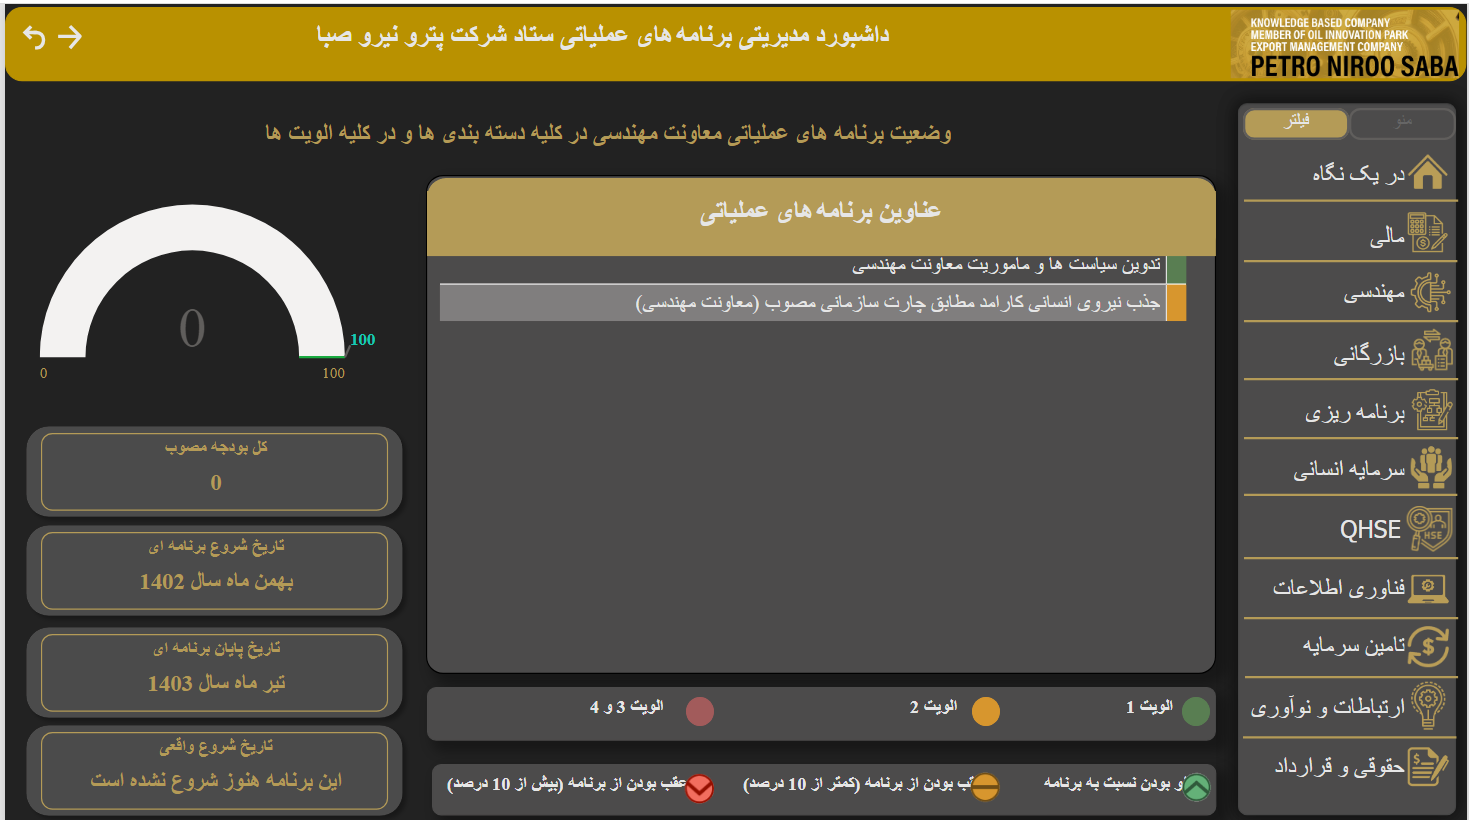 داشبورد مدیریتی برنامه های عملیاتی ستاد شرکت پترو نیرو صبا
KNOWLEDGE BASED COMPANY
MEMBER OF OIL INNOVATION PARK
EXPORT MANAGEMENT COMPANY
PETRO NIROO SABA
منو
فیلتر
در یک نگاه
مالی
مهندسی
بازرگانی
برنامه ریزی
سرمایه انسانی
QHSE
HSE
فناوری اطلاعات
تامین سرمایه
ارتباطات و نوآوری
حقوقی و قرارداد
وضعیت برنامه های عملیاتی معاونت مهندسی در کلیه دسته بندی ها و در کلیه الویت ها
عناوین برنامه های عملیاتی
تدوین سیاست ها و ماموریت معاونت مهندسی
جذب نیروی انسانی کارامد مطابق چارت سازمانی مصوب (معاونت مهندسی)
الویت 1
الویت 2
الویت 3 و 4
و بودن نسبت به برنامه
ب بودن از برنامه (کمتر از 10 درصد)
عقب بودن از برنامه (بیش از 10 درصد)
0
100
0
100
کل بودجه مصوب
0
تاریخ شروع برنامه ای
بهمن ماه سال 1402
تاریخ پایان برنامه ای
تیر ماه سال 1403
تاریخ شروع واقعی
این برنامه هنوز شروع نشده است